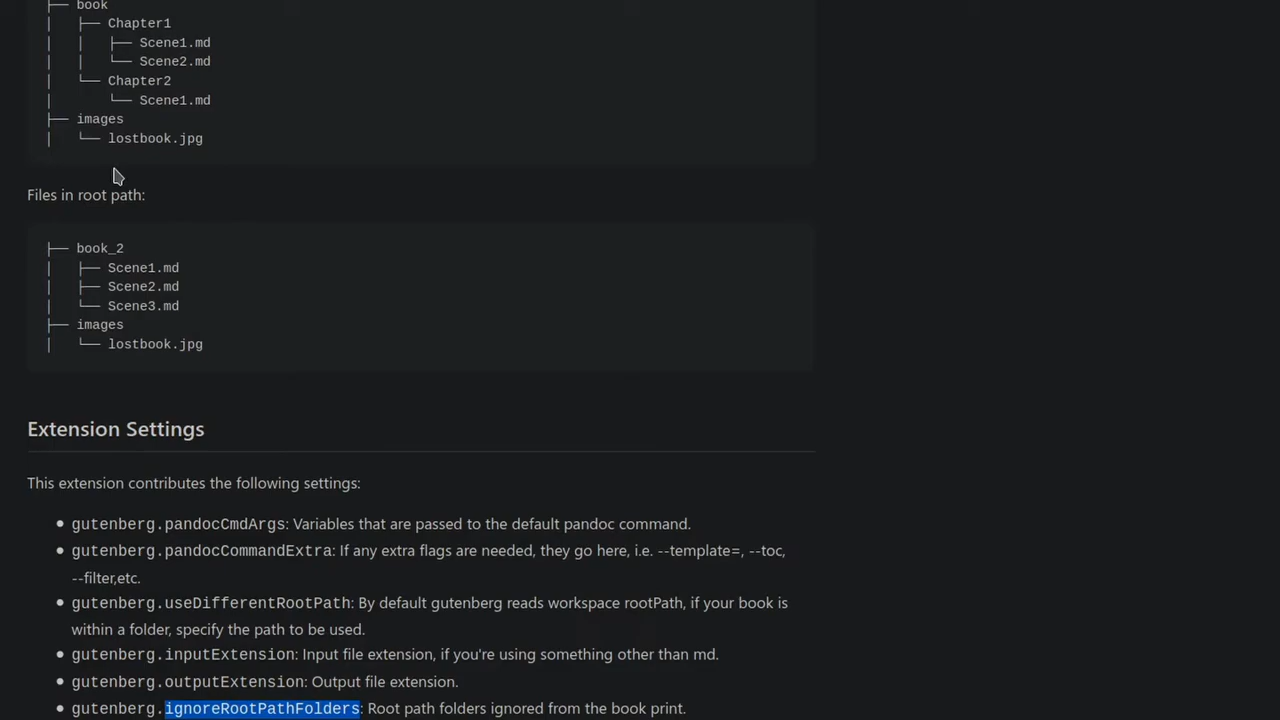 ├── book
│   ├── Chapter1
│   │   ├── Scene1.md
│   │   └── Scene2.md
│   └── Chapter2
│       └── Scene1.md
├── images
│   └── lostbook.jpg
Files in root path:
├── book_2
│   ├── Scene1.md
│   ├── Scene2.md
│   └── Scene3.md
├── images
│   └── lostbook.jpg
Extension Settings
This extension contributes the following settings:
• gutenberg.pandocCmdArgs: Variables that are passed to the default pandoc command.
• gutenberg.pandocCommandExtra: If any extra flags are needed, they go here, i.e. --template=, --toc,
--filter,etc.
• gutenberg.useDifferentRootPath: By default gutenberg reads workspace rootPath, if your book is
within a folder, specify the path to be used.
• gutenberg.inputExtension: Input file extension, if you're using something other than md.
• gutenberg.outputExtension: Output file extension.
• gutenberg.ignoreRootPathFolders: Root path folders ignored from the book print.